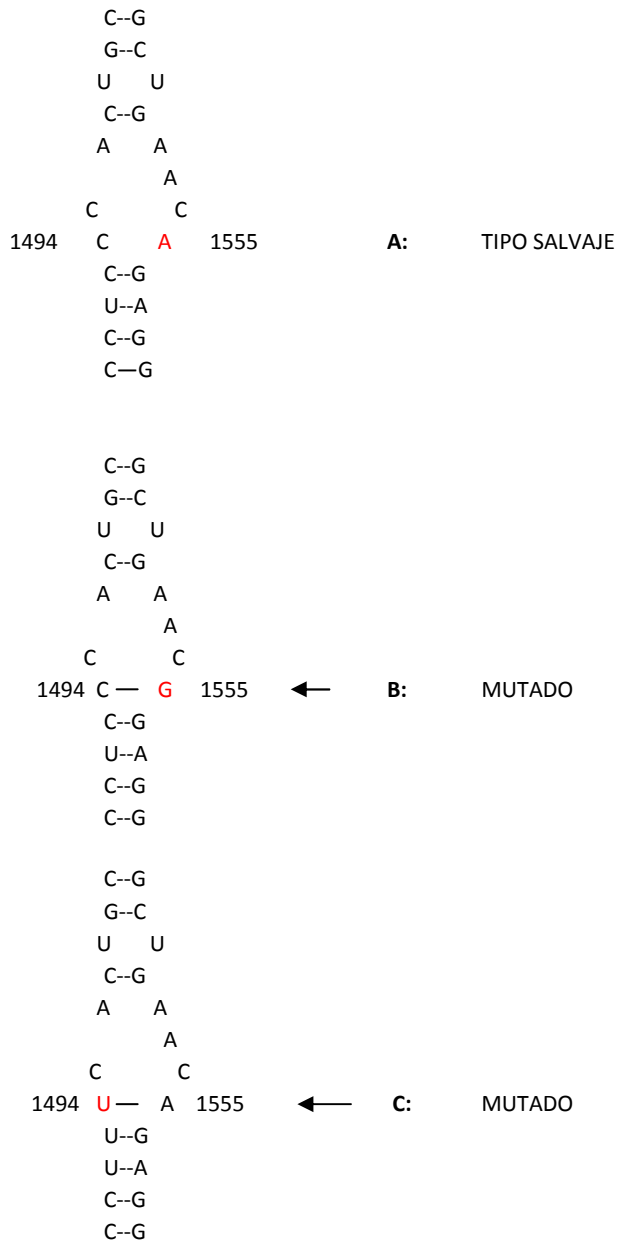 C--G
G--C
U U
C--G
A A
A
C C
1494 C A 1555 A: TIPO SALVAJE
C--G
U--A
C--G
C—G
C--G
G--C
U U
C--G
A A
A
C C
1494 C — G 1555 B: MUTADO
C--G
U--A
C--G
C--G
C--G
G--C
U U
C--G
A A
A
C C
1494 U — A 1555 C: MUTADO
U--G
U--A
C--G
C--G